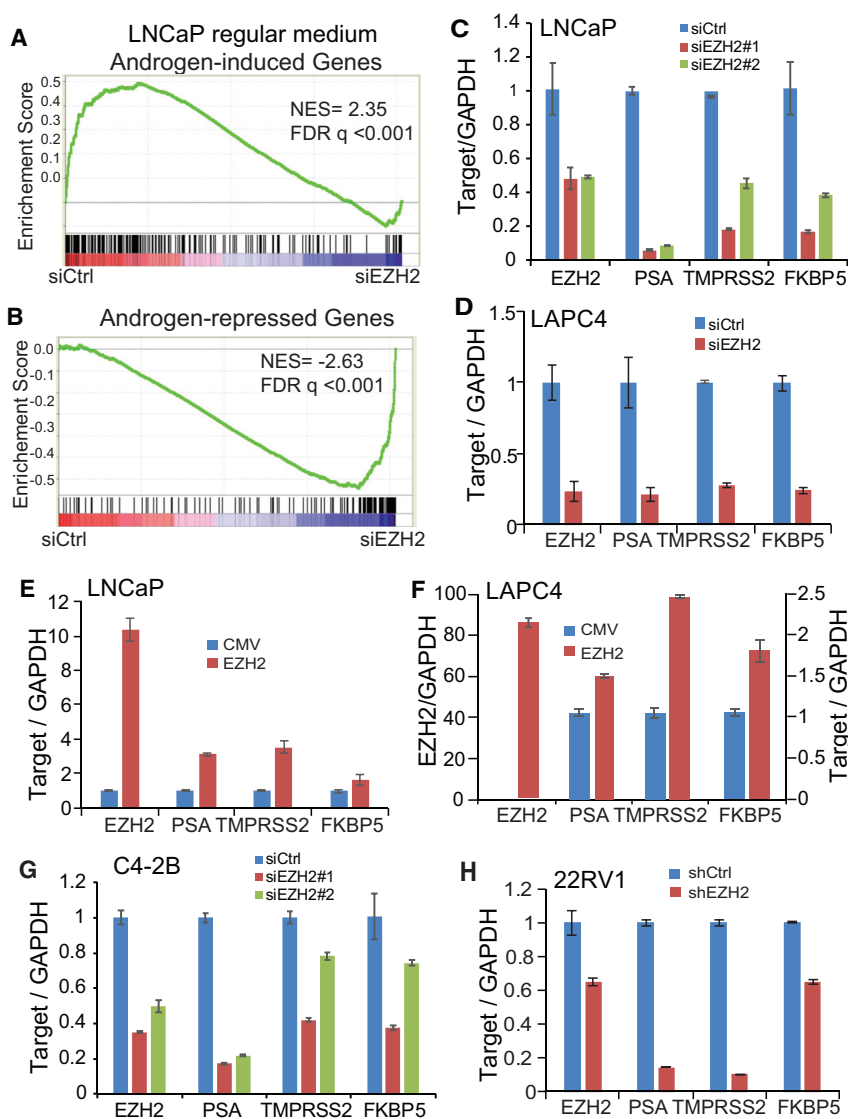 A
LNCaP regular medium
Androgen-induced Genes
Enrichement Score
0.5
0.4
0.3
0.2
0.1
0.0
NES= 2.35
FDR q <0.001
siCtrl
siEZH2
B
Androgen-repressed Genes
Enrichement Score
0.0
-0.1
-0.2
-0.3
-0.4
-0.5
NES= -2.63
FDR q <0.001
siCtrl
siEZH2
C
LNCaP
siCtrl
siEZH2#1
siEZH2#2
Target/GAPDH
1.4
1.2
1
0.8
0.6
0.4
0.2
0
EZH2 PSA TMPRSS2 FKBP5
D
LAPC4
siCtrl
siEZH2
Target / GAPDH
1.5
1
0.5
0
EZH2 PSA TMPRSS2 FKBP5
E
LNCaP
CMV
EZH2
Target / GAPDH
12
10
8
6
4
2
0
EZH2 PSA TMPRSS2 FKBP5
F
LAPC4
CMV
EZH2
EZH2/GAPDH
100
80
60
40
20
0
2.5
2
1.5
1
0.5
0
Target / GAPDH
EZH2 PSA TMPRSS2 FKBP5
G
C4-2B
siCtrl
siEZH2#1
siEZH2#2
Target / GAPDH
1.2
1
0.8
0.6
0.4
0.2
0
EZH2 PSA TMPRSS2 FKBP5
H
22RV1
shCtrl
shEZH2
Target / GAPDH
1.2
1
0.8
0.6
0.4
0.2
0
EZH2 PSA TMPRSS2 FKBP5